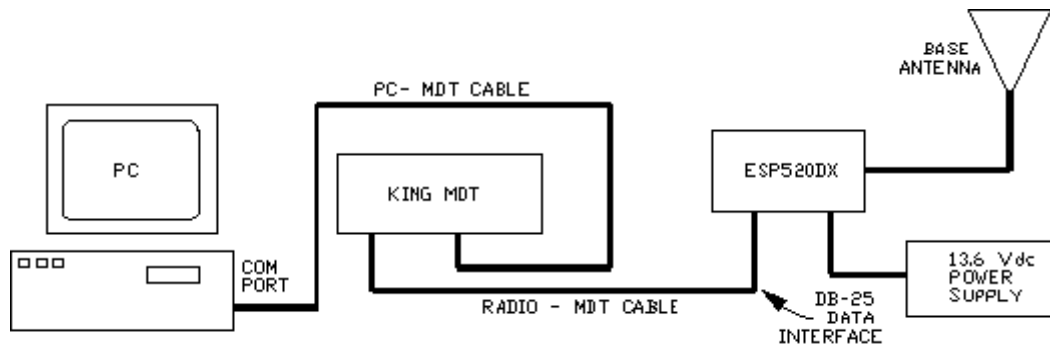 BASE
ANTENNA
PC- MDT CABLE
PC
KING MDT
ESP520DX
COM
PORT
RADIO - MDT CABLE
DB-25
DATA
INTERFACE
13.6 Vdc
POWER
SUPPLY